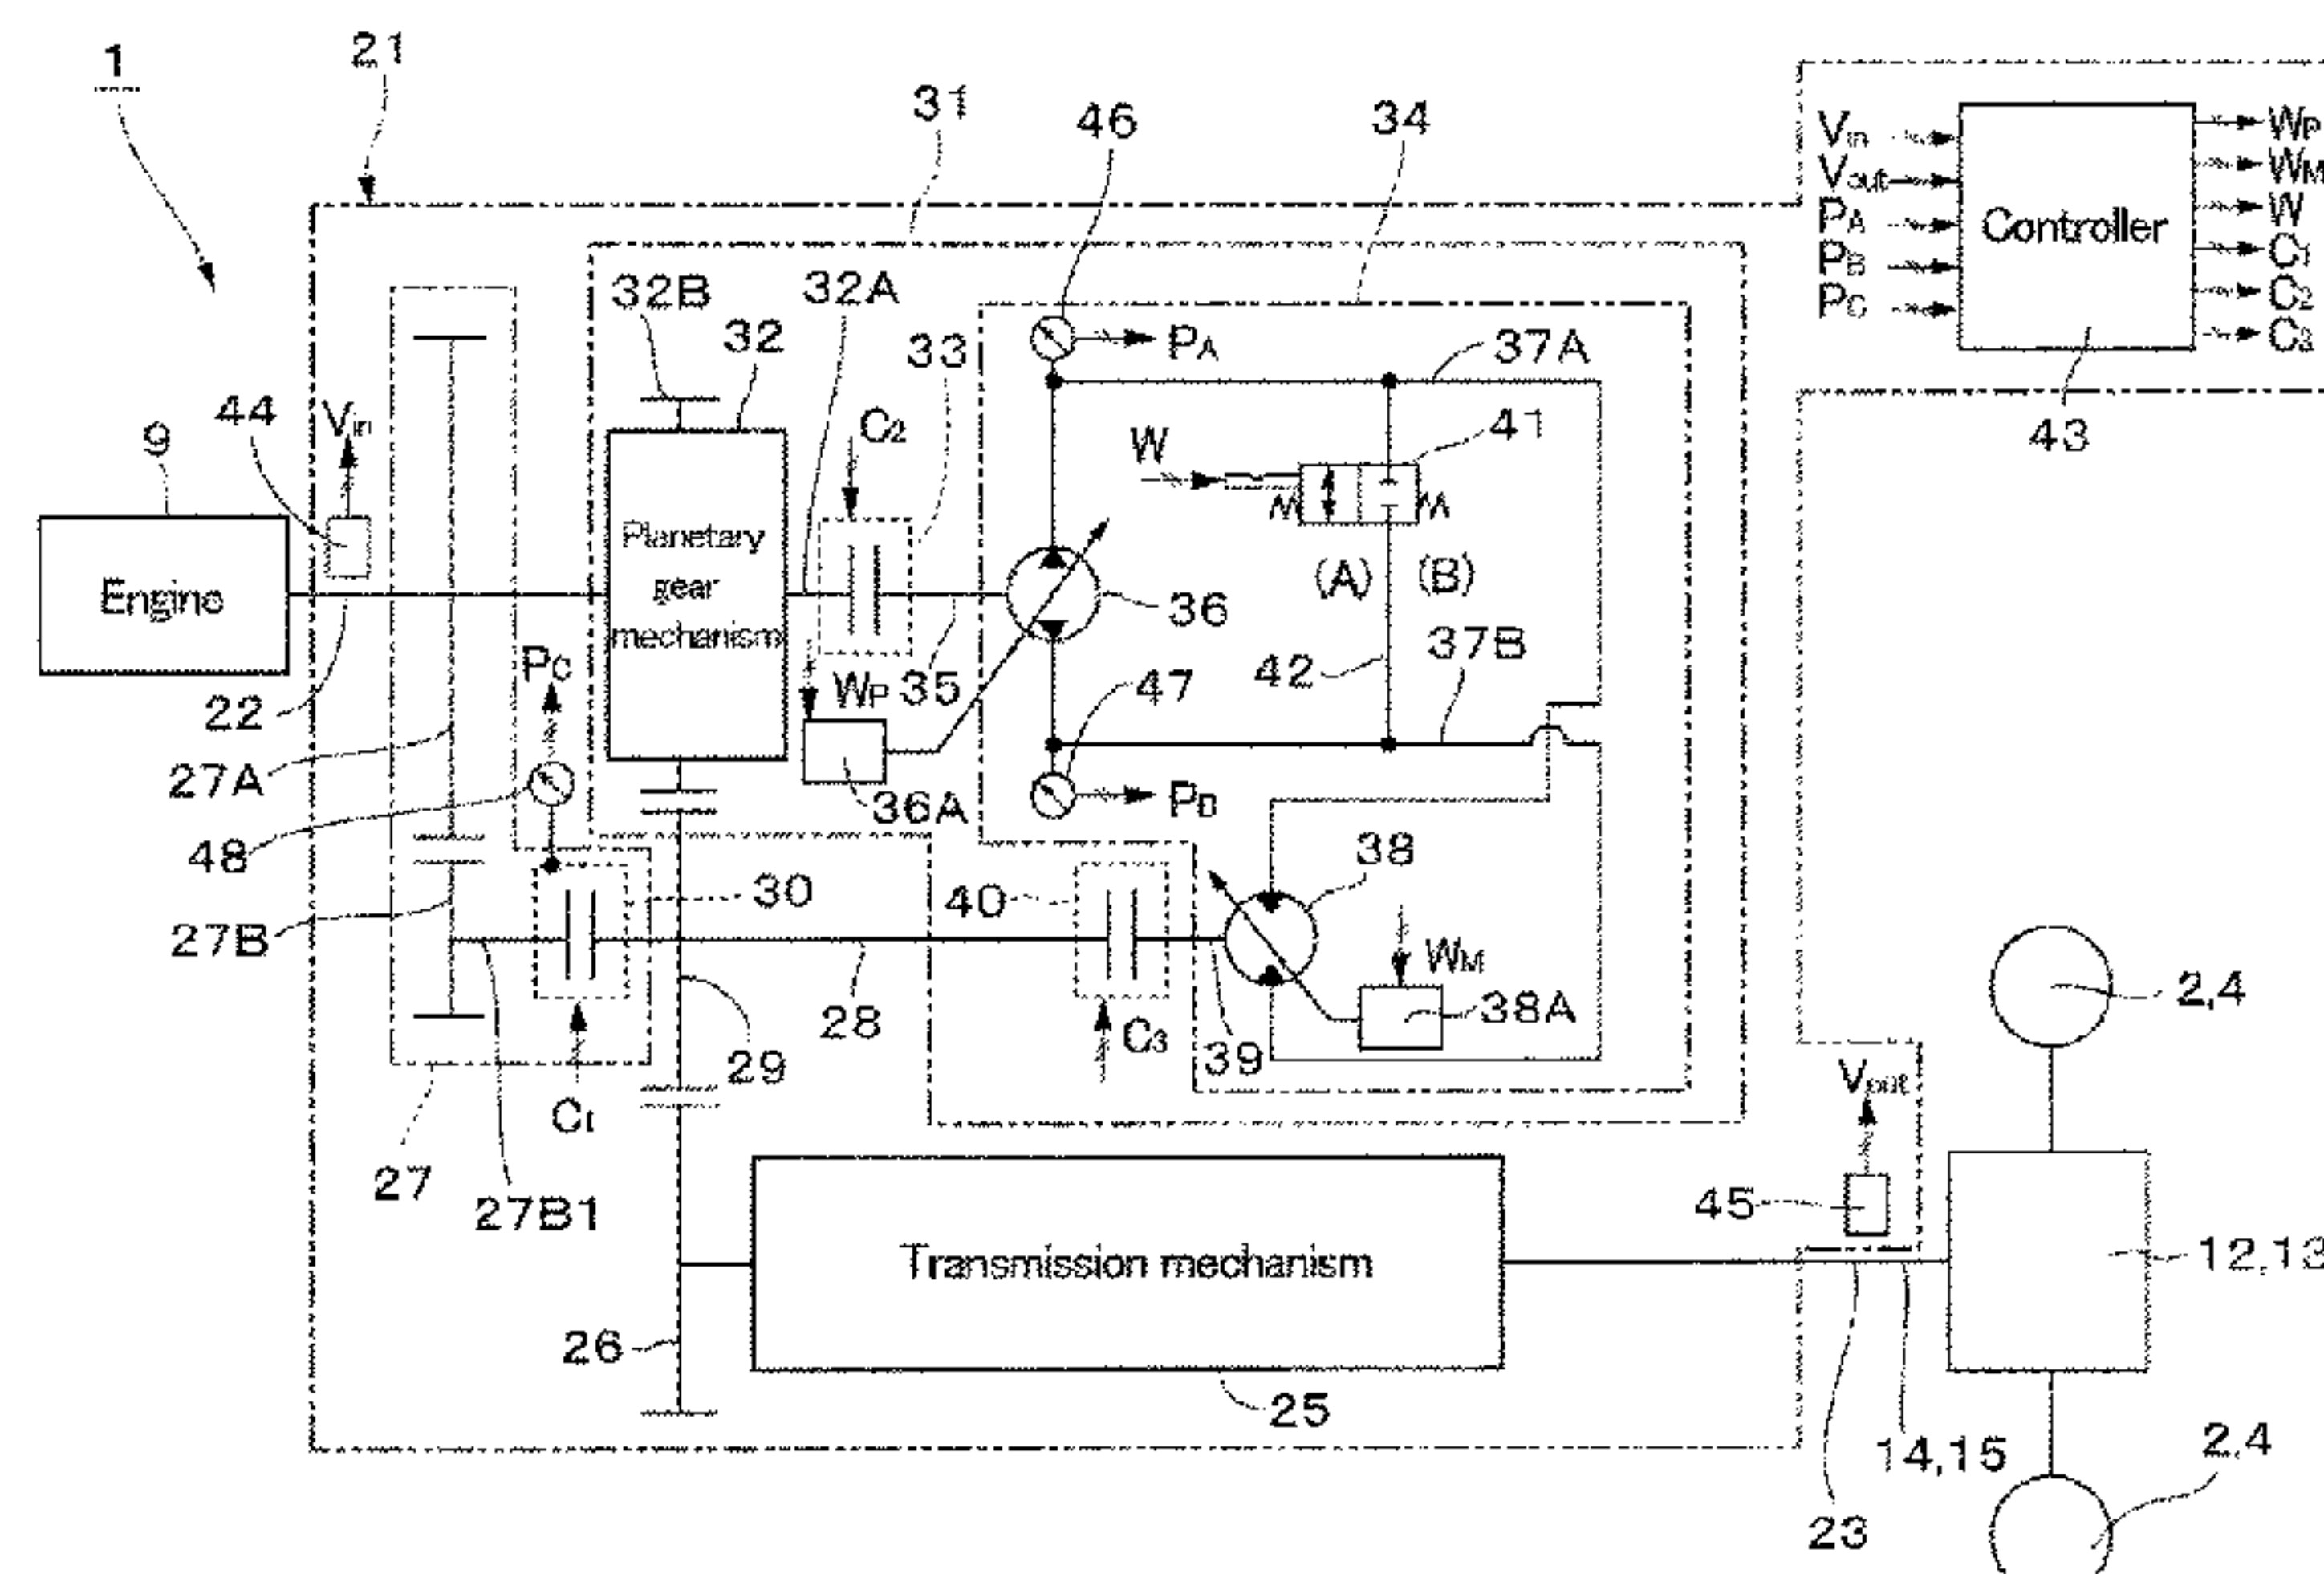 1
21
31
46
34
Vin
Vout
PA
PB
PC
Controller
WP
WM
W
C1
C2
C3
43
32B
32A
32
33
PA
37A
44
Vin
9
C2
W
41
Engine
Planetary
gear
mechanism
(A)
(B)
36
22
PC
WP
35
42
37B
47
27A
36A
48
38
30
40
27B
WM
28
38A
C3
39
29
C1
27
27B1
2,4
Vout
45
Transmission mechanism
12,13
26
25
14,15
23
2,4